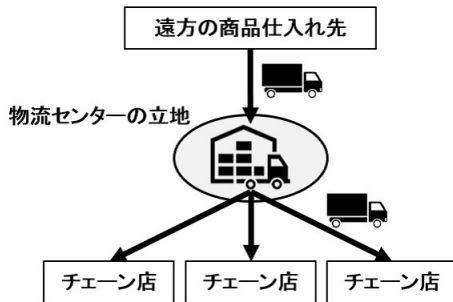 遠方の商品仕入れ先
物流センターの立地
チェーン店
チェーン店
チェーン店